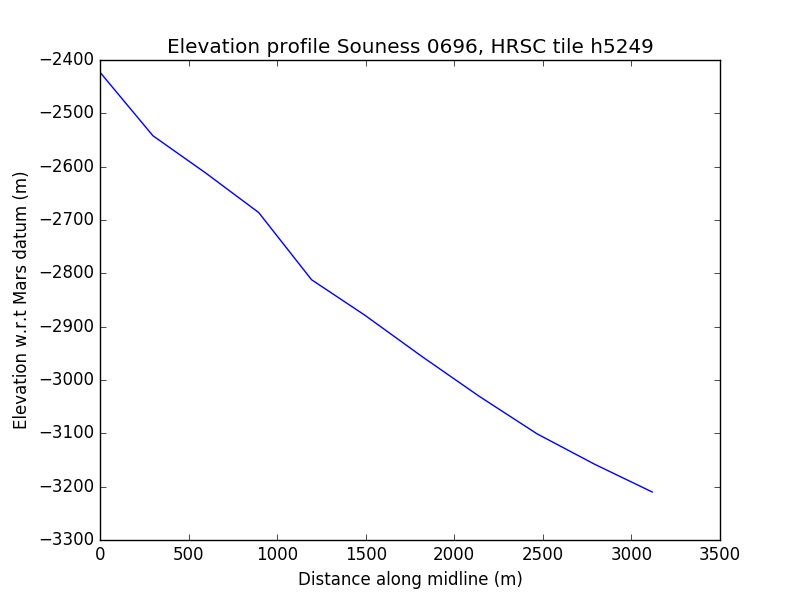 Elevation profile Souness 0696, HRSC tile h5249
−2400
−2500
−2600
−2700
−2800
−2900
−3000
−3100
−3200
−3300
Elevation w.r.t Mars datum (m)
0 500 1000 1500 2000 2500 3000 3500
Distance along midline (m)